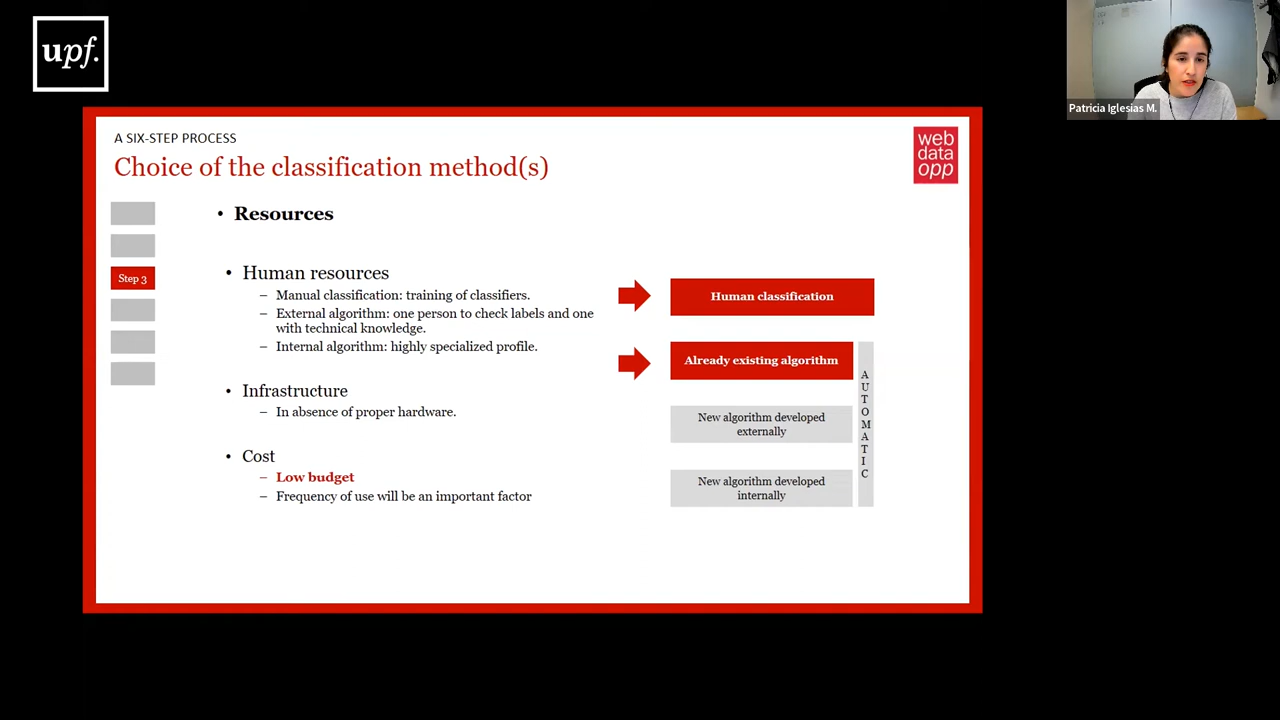 upf.
Patricia Iglesias M.
A SIX-STEP PROCESS
Choice of the classification method(s)
web
data
opp
Step 3
• Resources
• Human resources
– Manual classification: training of classifiers.
– External algorithm: one person to check labels and one
with technical knowledge.
– Internal algorithm: highly specialized profile.
• Infrastructure
– In absence of proper hardware.
• Cost
– Low budget
– Frequency of use will be an important factor
Human classification
Already existing algorithm
New algorithm developed
externally
New algorithm developed
internally
AUTOMATIC